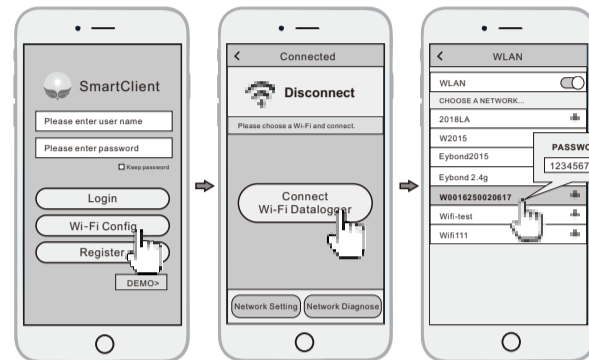 SmartClient
Please enter user name
Please enter password
Keep password
Login
Wi-Fi Config
Register
DEMO>
Connected
Disconnect
Please choose a Wi-Fi and connect.
Connect
Wi-Fi Datalogger
Network Setting
Network Diagnose
WLAN
WLAN
CHOOSE A NETWORK...
2018LA
W2015
Eybond2015
PASSWO
1234567
Eybond 2.4g
W0016250020617
Wifi-test
Wifi111